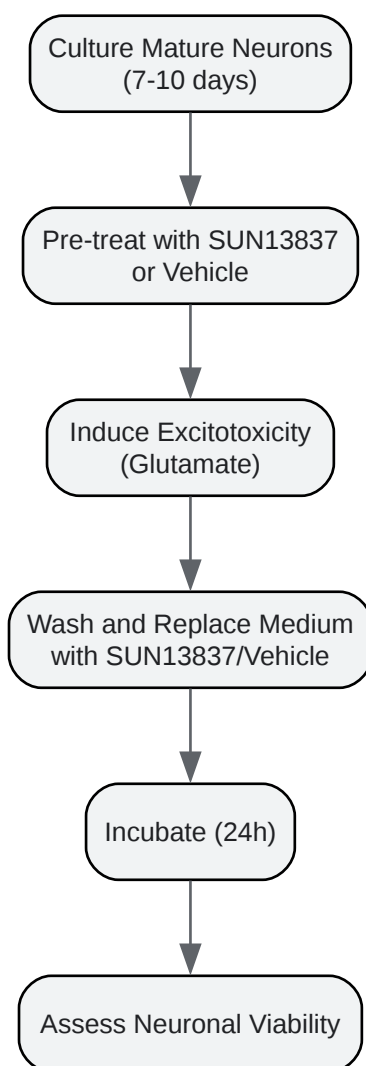 Culture Mature Neurons
(7-10 days)
Pre-treat with SUN13837
or Vehicle
Induce Excitotoxicity
(Glutamate)
Wash and Replace Medium
with SUN13837/Vehicle
Incubate (24h)
Assess Neuronal Viability